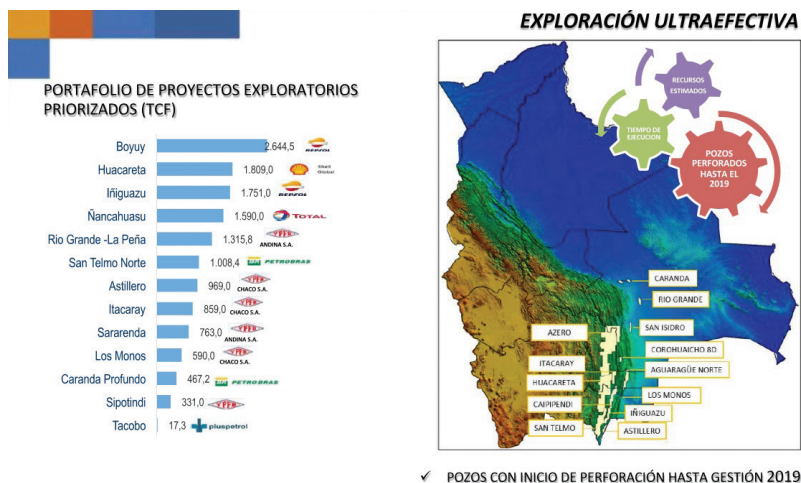 EXPLORACIÓN ULTRAEFECTIVA
PORTAFOLIO DE PROYECTOS EXPLORATORIOS
PRIORIZADOS (TCF)
Boyuy 2.644,5 REPSOL
Huacareta 1.809,0
Iñiguazu 1.751,0 REPSOL
Ñancahuasu 1.590,0 TOTAL
Rio Grande -La Peña 1.315,8 YPFB ANDINA S.A.
San Telmo Norte 1.008,4 BR PETROBRAS
Astillero 969,0 YPFB CHACO S.A.
Itacaray 859,0 YPFB CHACO S.A.
Sararenda 763,0 YPFB ANDINA S.A.
Los Monos 590,0 YPFB CHACO S.A.
Caranda Profundo 467,2 BR PETROBRAS
Sipotindi 331,0 YPFB
Tacobo 17,3 pluspetrol
RECURSOS
ESTIMADOS
TIEMPO DE
EJECUCION
POZOS
PERFORADOS
HASTA EL
2019
CARANDA
RIO GRANDE
SAN ISIDRO
AZERO
COROHUAICHO 8D
ITACARAY
AGUARAGÜE NORTE
HUACARETA
LOS MONOS
CAIPIPENDI
IÑIGUAZU
SAN TELMO
ASTILLERO
✓ POZOS CON INICIO DE PERFORACIÓN HASTA GESTIÓN 2019